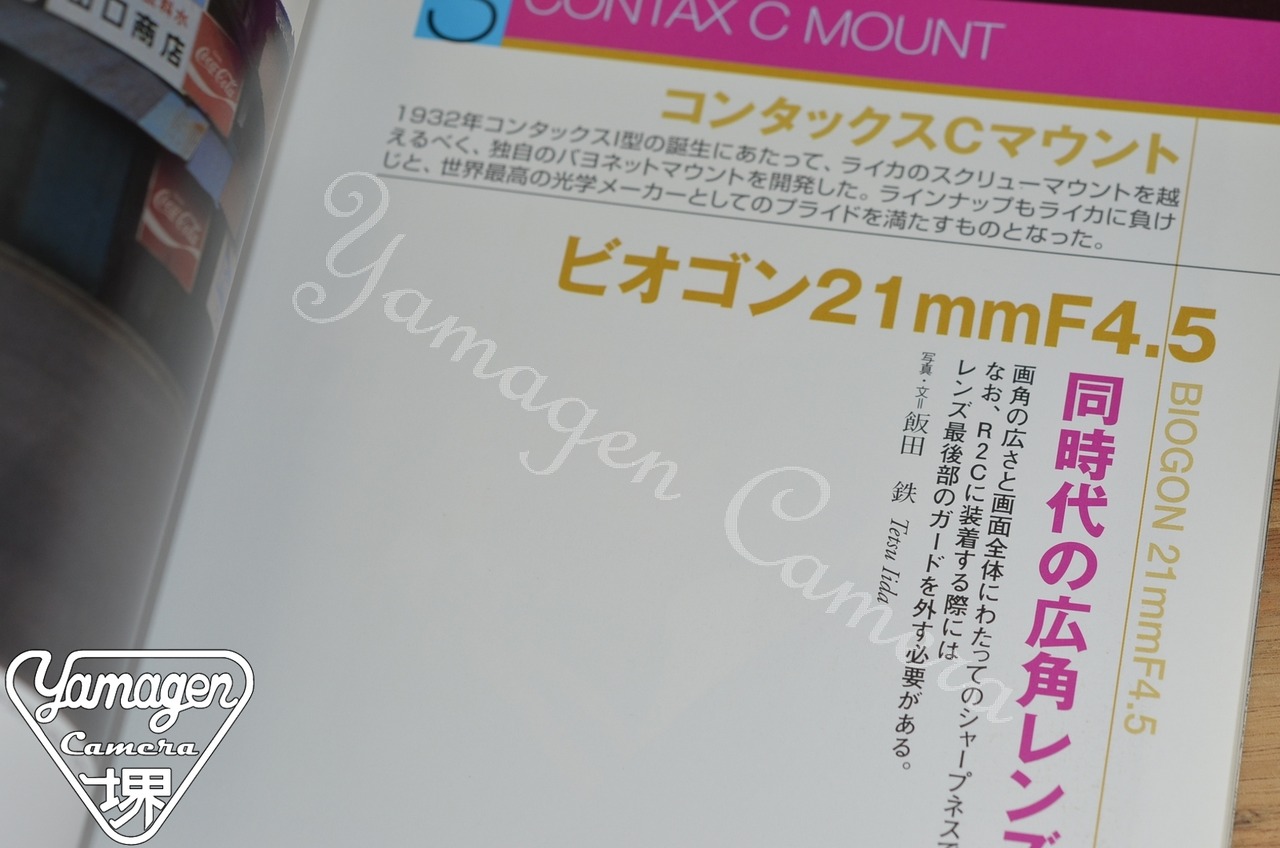 CONTAX C MOUNT
コンタックスCマウント
1932年コンタックスI型の誕生にあたって、ライカのスクリューマウントを越
えるべく、独自のバヨネットマウントを開発した。ラインナップもライカに負け
じと、世界最高の光学メーカーとしてのプライドを満たすものとなった。
ビオゴン21mmF4.5
BIOGON 21mmF4.5
同時代の広角レンズ
画角の広さと画面全体にわたってのシャープネスで
なお、R2Cに装着する際には
レンズ最後部のガードを外す必要がある。
写真・文=飯田 鉄 Tetsu Iida
口商店
Coca-Cola
Coca-Cola
Yamagen Camera
Yamagen
Camera
堺